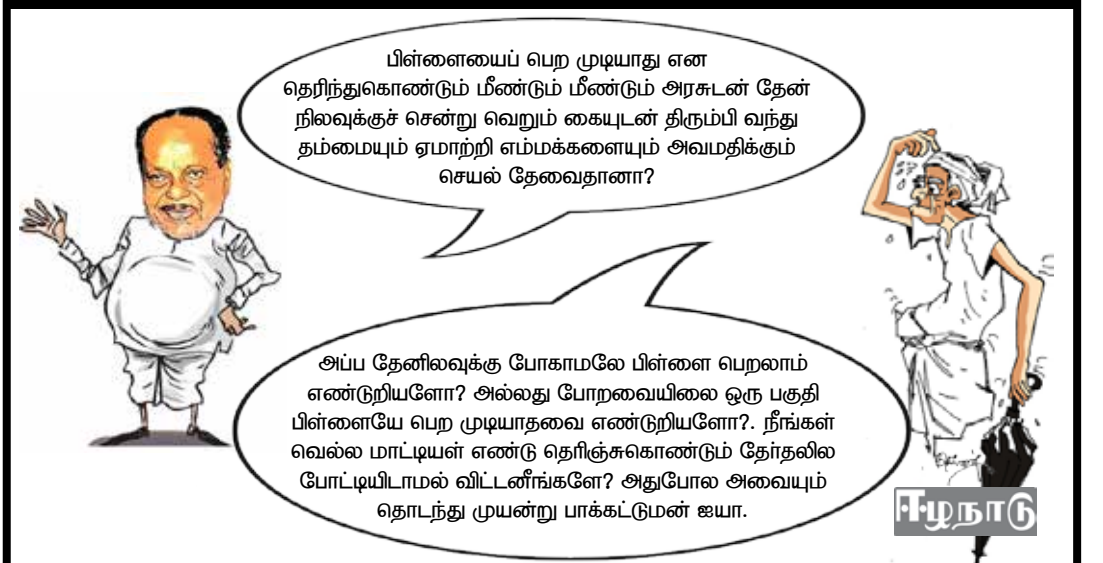 பிள்ளையைப் பெற முடியாது என
தெரிந்துகொண்டும் மீண்டும் மீண்டும் அரசுடன் தேன்
நிலவுக்குச் சென்று வெறும் கையுடன் திரும்பி வந்து
தம்மையும் ஏமாற்றி எம்மக்களையும் அவமதிக்கும்
செயல் தேவைதானா?
அப்ப தேனிலவுக்கு போகாமலே பிள்ளை பெறலாம்
எண்டுறியளோ? அல்லது போறவையிலை ஒரு பகுதி
பிள்ளையே பெற முடியாதவை எண்டுறியளோ?. நீங்கள்
வெல்ல மாட்டியள் எண்டு தெரிஞ்சுகொண்டும் தேர்தலில
போட்டியிடாமல் விட்டனீங்களே? அதுபோல அவையும்
தொடந்து முயன்று பாக்கட்டுமன் ஐயா.
ஈழநாடு